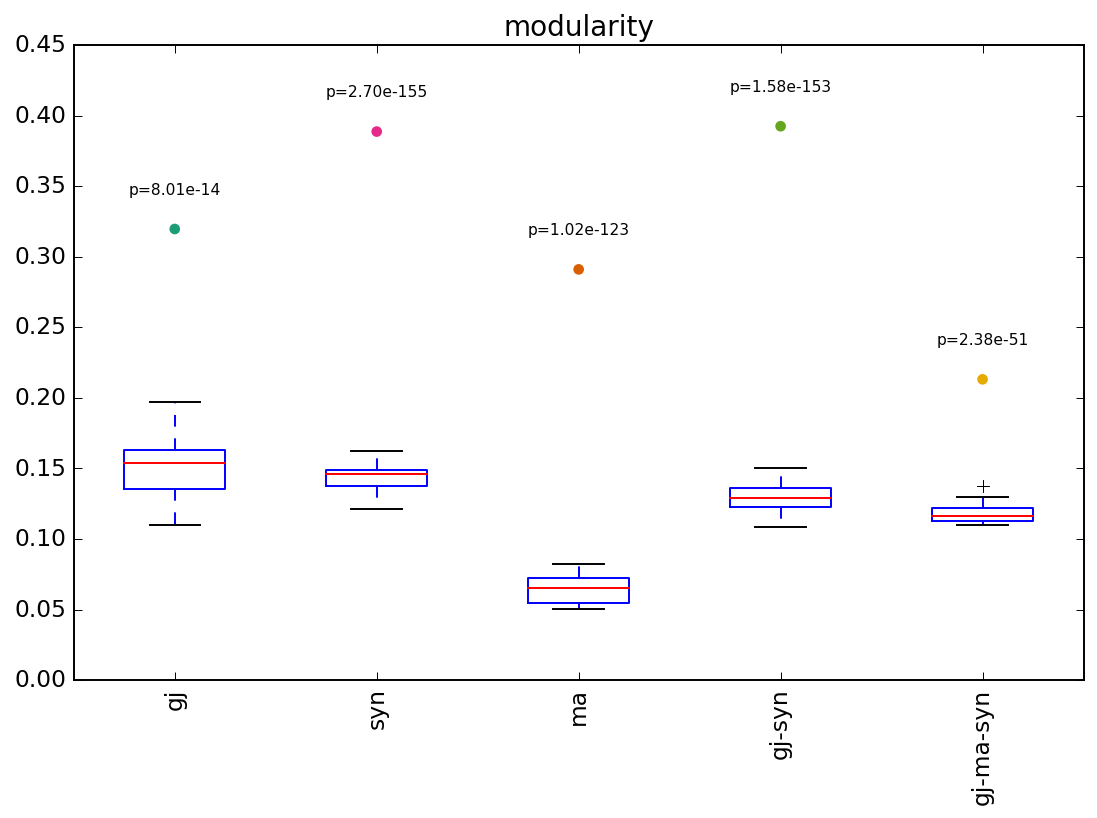 modularity
0.45
0.40
0.35
0.30
0.25
0.20
0.15
0.10
0.05
0.00
p=8.01e-14
p=2.70e-155
p=1.02e-123
p=1.58e-153
p=2.38e-51
gj
syn
ma
gj-syn
gj-ma-syn